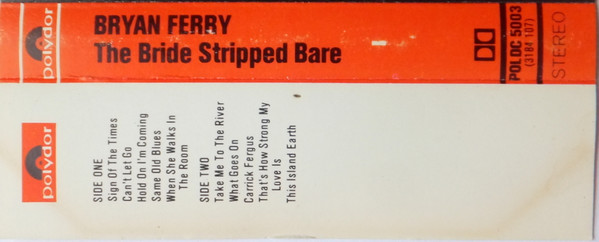 polydor
BRYAN FERRY
The Bride Stripped Bare
POLDC 5003
(3184 107)
STEREO
polydor
SIDE ONE
Sign Of The Times
Can't Let Go
Hold On I'm Coming
Same Old Blues
When She Walks In
The Room
SIDE TWO
Take Me To The River
What Goes On
Carrick Fergus
That's How Strong My
Love Is
This Island Earth